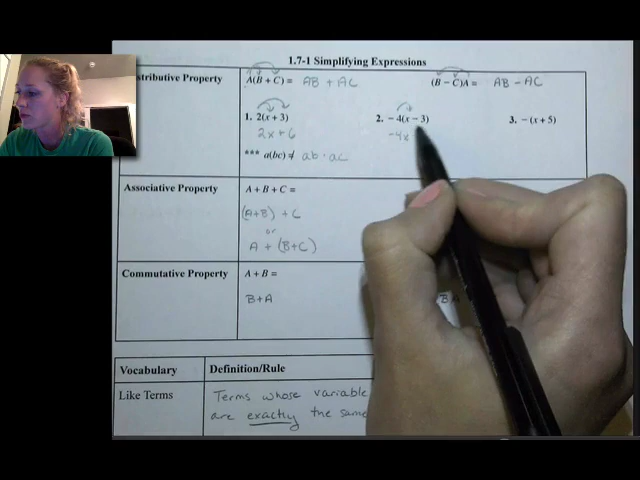 1.7-1 Simplifying Expressions
Distributive Property A(B + C) = AB + AC (B – C)A = AB – AC
1. 2(x + 3) 2. – 4(x – 3) 3. – (x + 5)
2x + 6 –4x
*** a(bc) ≠ ab · ac
Associative Property A + B + C =
(A+B) + C
or
A + (B+C)
Commutative Property A + B =
B+A BA
Vocabulary Definition/Rule
Like Terms Terms whose variable
are exactly the same